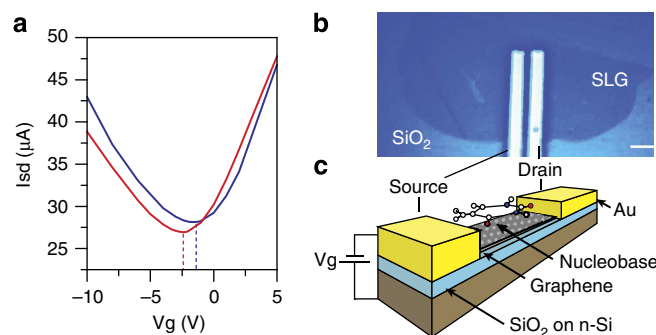 a
50
45
40
35
30
25
−10
−5
0
5
Isd (μA)
Vg (V)
b
SLG
SiO2
c
Source
Drain
Au
Vg
Nucleobase
Graphene
SiO2 on n-Si